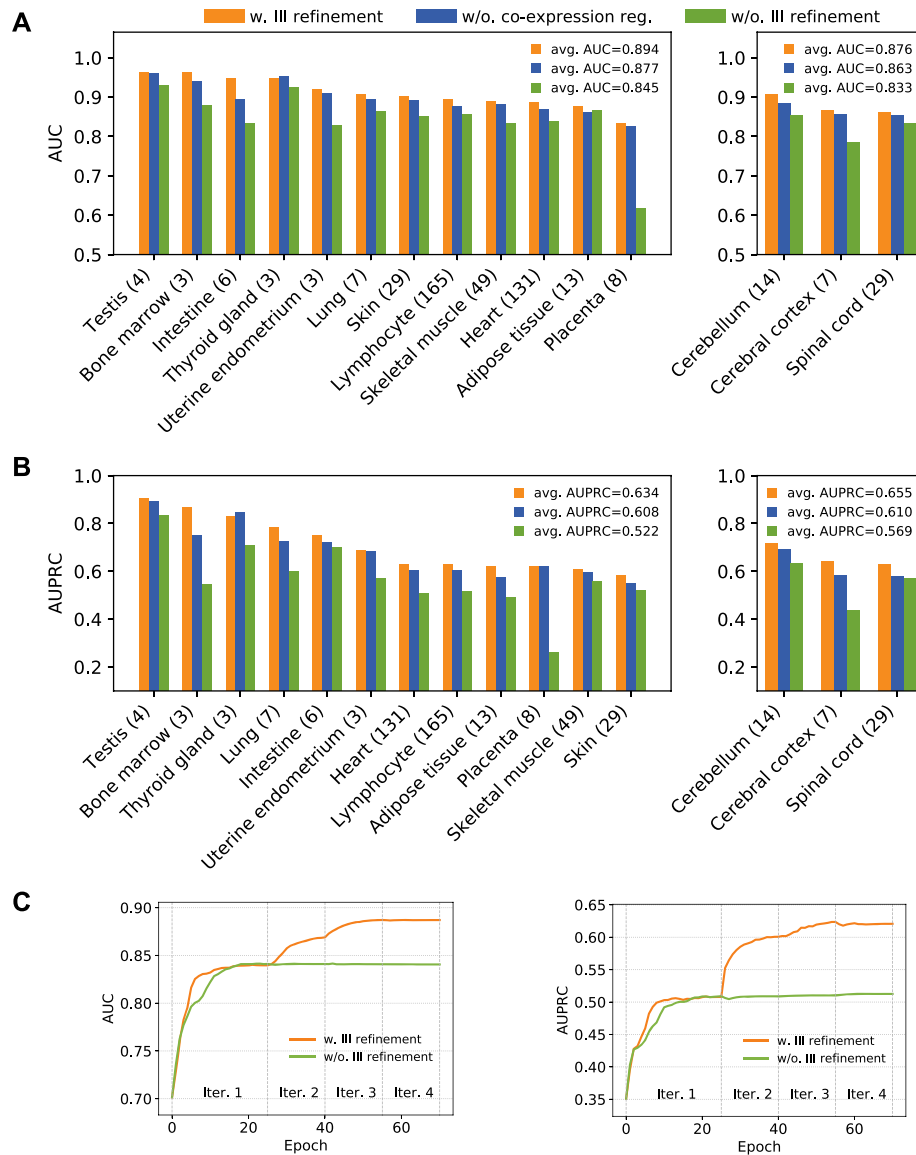 w. III refinement w/o. co-expression reg. w/o. III refinement
A
1.0
0.9
0.8
0.7
0.6
0.5
AUC
avg. AUC=0.894
avg. AUC=0.877
avg. AUC=0.845
Testis (4)
Bone marrow (3)
Intestine (6)
Thyroid gland (3)
Uterine endometrium (3)
Lung (7)
Skin (29)
Lymphocyte (165)
Skeletal muscle (49)
Heart (131)
Adipose tissue (13)
Placenta (8)
avg. AUC=0.876
avg. AUC=0.863
avg. AUC=0.833
Cerebellum (14)
Cerebral cortex (7)
Spinal cord (29)
B
1.0
0.8
0.6
0.4
0.2
AUPRC
avg. AUPRC=0.634
avg. AUPRC=0.608
avg. AUPRC=0.522
Testis (4)
Bone marrow (3)
Thyroid gland (3)
Lung (7)
Intestine (6)
Uterine endometrium (3)
Heart (131)
Lymphocyte (165)
Adipose tissue (13)
Placenta (8)
Skeletal muscle (49)
Skin (29)
avg. AUPRC=0.655
avg. AUPRC=0.610
avg. AUPRC=0.569
Cerebellum (14)
Cerebral cortex (7)
Spinal cord (29)
C
0.90
0.85
0.80
0.75
0.70
AUC
w. III refinement
w/o. III refinement
Iter. 1 Iter. 2 Iter. 3 Iter. 4
0 20 40 60
Epoch
0.65
0.60
0.55
0.50
0.45
0.40
0.35
AUPRC
w. III refinement
w/o. III refinement
Iter. 1 Iter. 2 Iter. 3 Iter. 4
0 20 40 60
Epoch